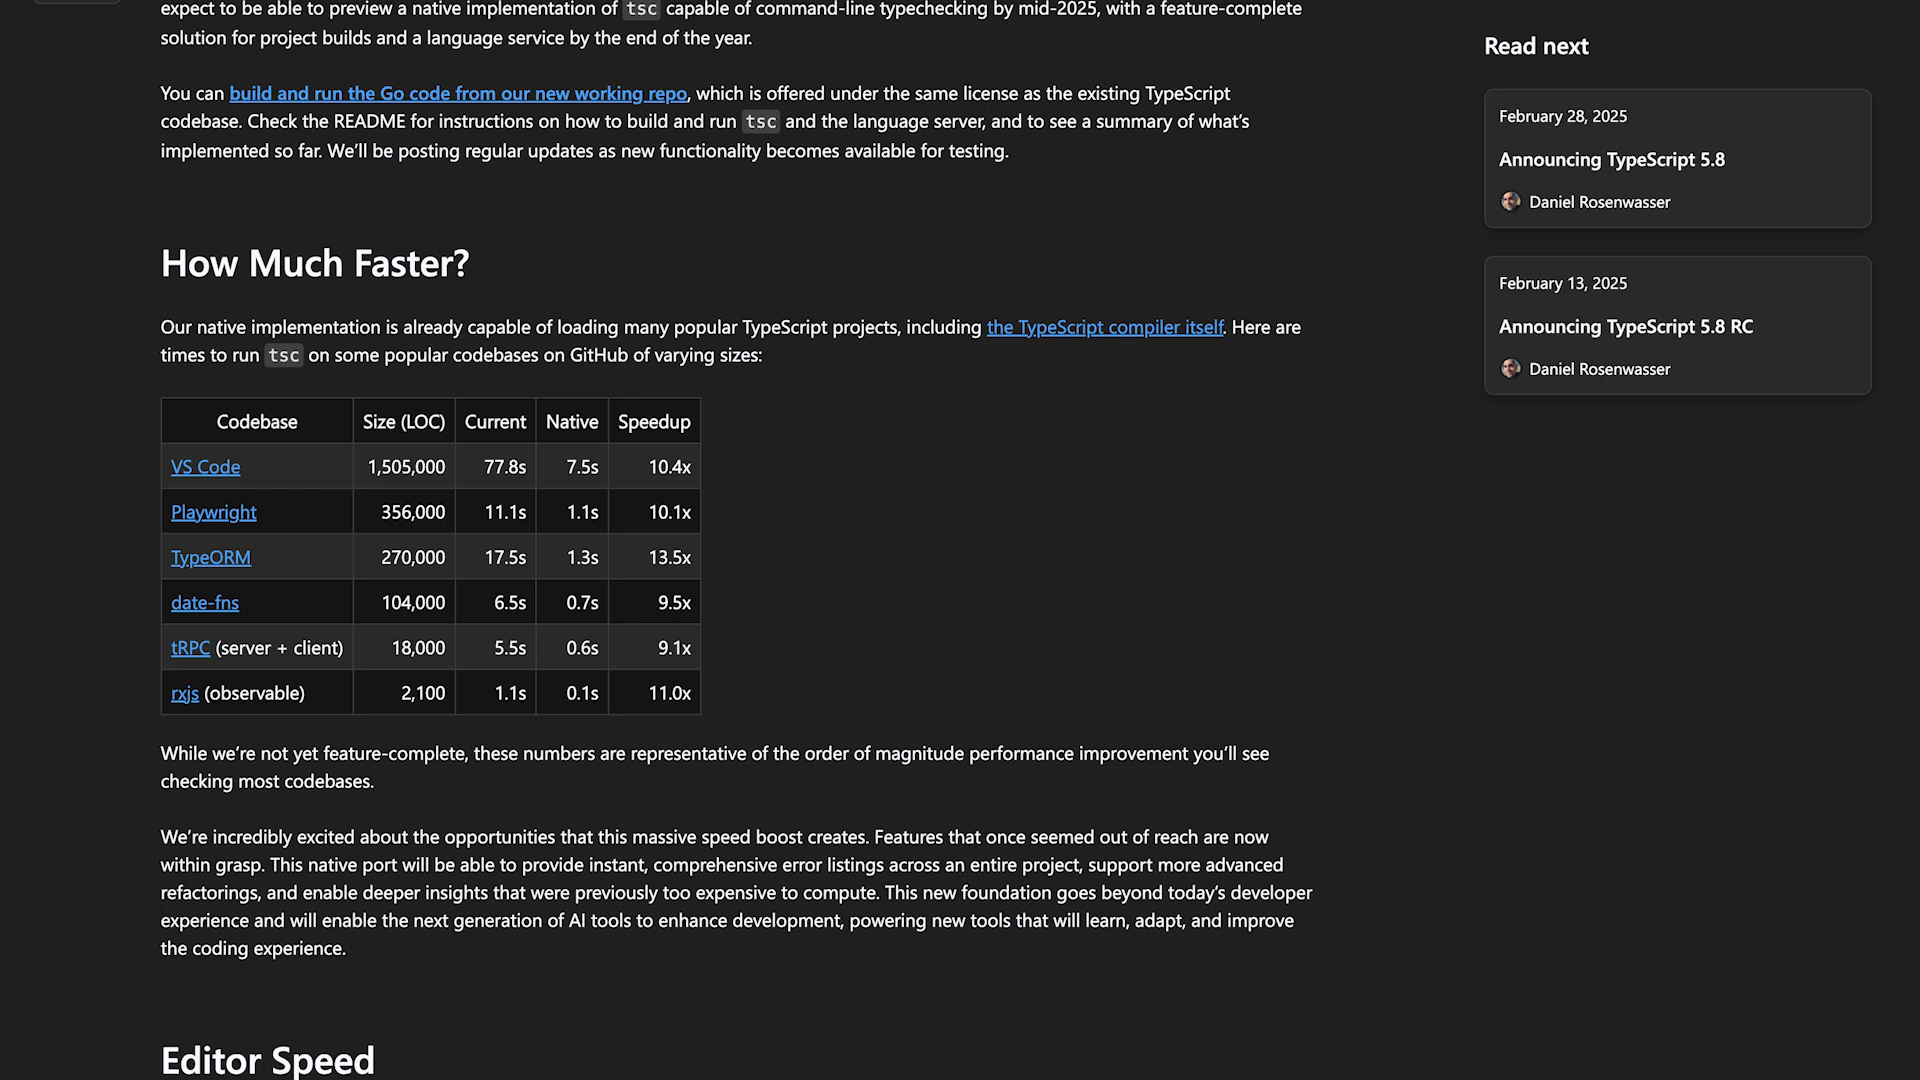 expect to be able to preview a native implementation of tsc capable of command-line typechecking by mid-2025, with a feature-complete
solution for project builds and a language service by the end of the year.
You can build and run the Go code from our new working repo, which is offered under the same license as the existing TypeScript
codebase. Check the README for instructions on how to build and run tsc and the language server, and to see a summary of what’s
implemented so far. We’ll be posting regular updates as new functionality becomes available for testing.
How Much Faster?
Our native implementation is already capable of loading many popular TypeScript projects, including the TypeScript compiler itself. Here are
times to run tsc on some popular codebases on GitHub of varying sizes:
Codebase Size (LOC) Current Native Speedup
VS Code 1,505,000 77.8s 7.5s 10.4x
Playwright 356,000 11.1s 1.1s 10.1x
TypeORM 270,000 17.5s 1.3s 13.5x
date-fns 104,000 6.5s 0.7s 9.5x
tRPC (server + client) 18,000 5.5s 0.6s 9.1x
rxjs (observable) 2,100 1.1s 0.1s 11.0x
While we’re not yet feature-complete, these numbers are representative of the order of magnitude performance improvement you’ll see
checking most codebases.
We’re incredibly excited about the opportunities that this massive speed boost creates. Features that once seemed out of reach are now
within grasp. This native port will be able to provide instant, comprehensive error listings across an entire project, support more advanced
refactorings, and enable deeper insights that were previously too expensive to compute. This new foundation goes beyond today’s developer
experience and will enable the next generation of AI tools to enhance development, powering new tools that will learn, adapt, and improve
the coding experience.
Editor Speed
Read next
February 28, 2025
Announcing TypeScript 5.8
Daniel Rosenwasser
February 13, 2025
Announcing TypeScript 5.8 RC
Daniel Rosenwasser